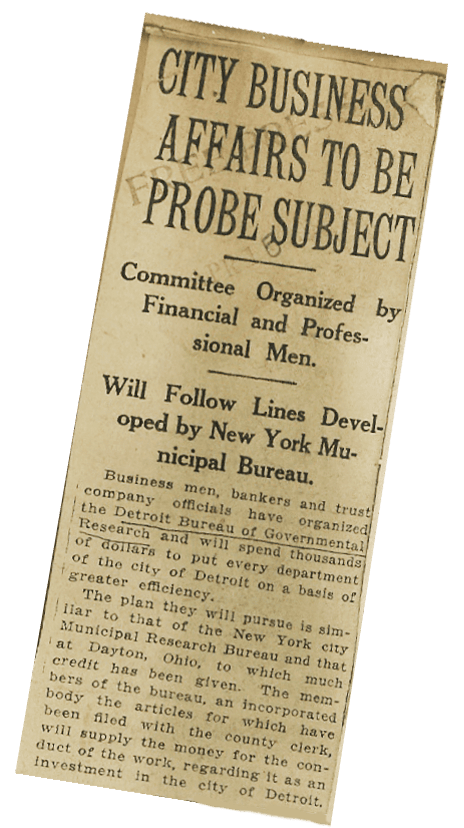 CITY BUSINESS
AFFAIRS TO BE
PROBE SUBJECT
Committee Organized by
Financial and Profes-
sional Men.
Will Follow Lines Devel-
oped by New York Mu-
nicipal Bureau.
Business men, bankers and trust
company officials have organized
the Detroit Bureau of Governmental
Research and will spend thousands
of dollars to put every department
of the city of Detroit on a basis of
greater efficiency.
The plan they will pursue is sim-
ilar to that of the New York city
Municipal Research Bureau and that
at Dayton, Ohio, to which much
credit has been given. The mem-
bers of the bureau, an incorporated
body the articles for which have
been filed with the county clerk,
will supply the money for the con-
duct of the work, regarding it as an
investment in the city of Detroit.